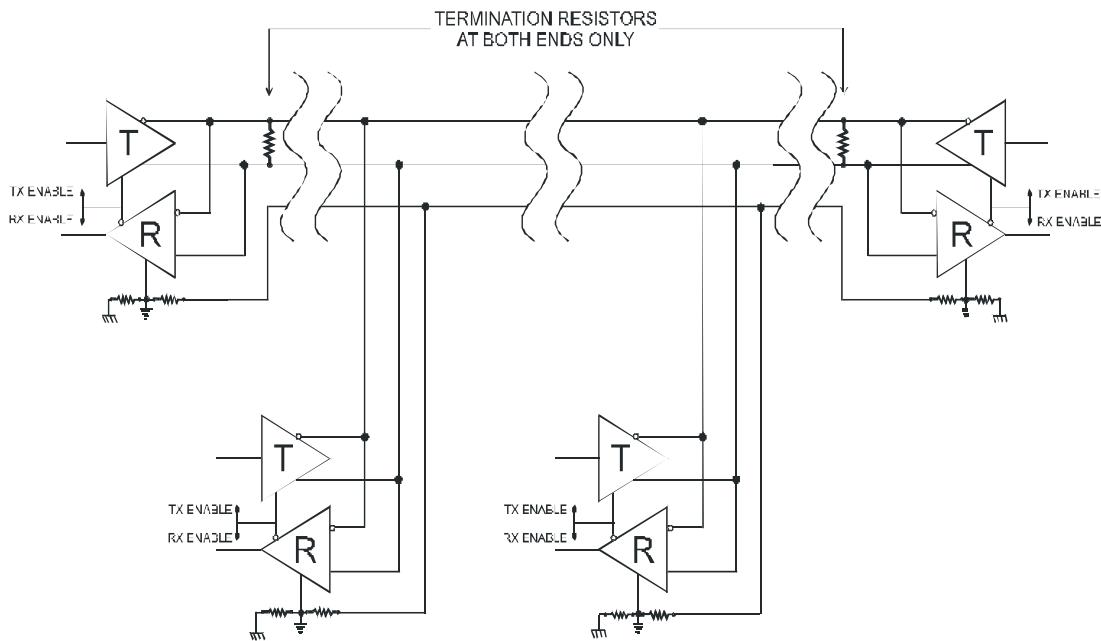 TERMINATION RESISTORS
AT BOTH ENDS ONLY
T
T
TX ENABLE
RX ENABLE
R
TX ENABLE
RX ENABLE
R
T
T
TX ENABLE
RX ENABLE
R
TX ENABLE
RX ENABLE
R